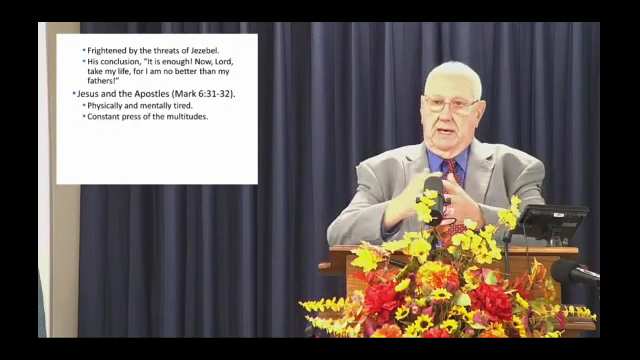 • Frightened by the threats of Jezebel.
• His conclusion, "It is enough! Now, Lord,
take my life, for I am no better than my
fathers!"
• Jesus and the Apostles (Mark 6:31-32).
• Physically and mentally tired.
• Constant press of the multitudes.